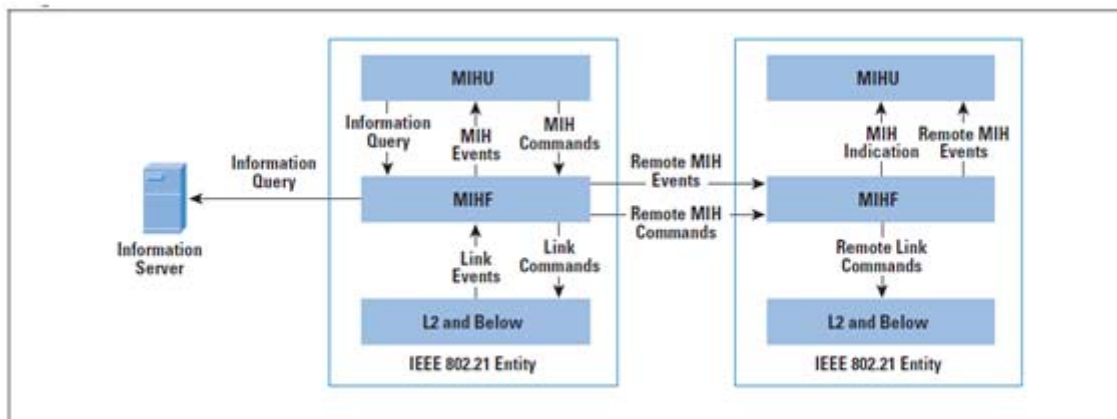 MIHU
Information
Query
MIH
Events
MIH
Commands
MIHF
Link
Events
Link
Commands
L2 and Below
IEEE 802.21 Entity
Information
Query
Information
Server
Remote MIH
Events
Remote MIH
Commands
MIHU
MIH
Indication
Remote MIH
Events
MIHF
Remote Link
Commands
L2 and Below
IEEE 802.21 Entity